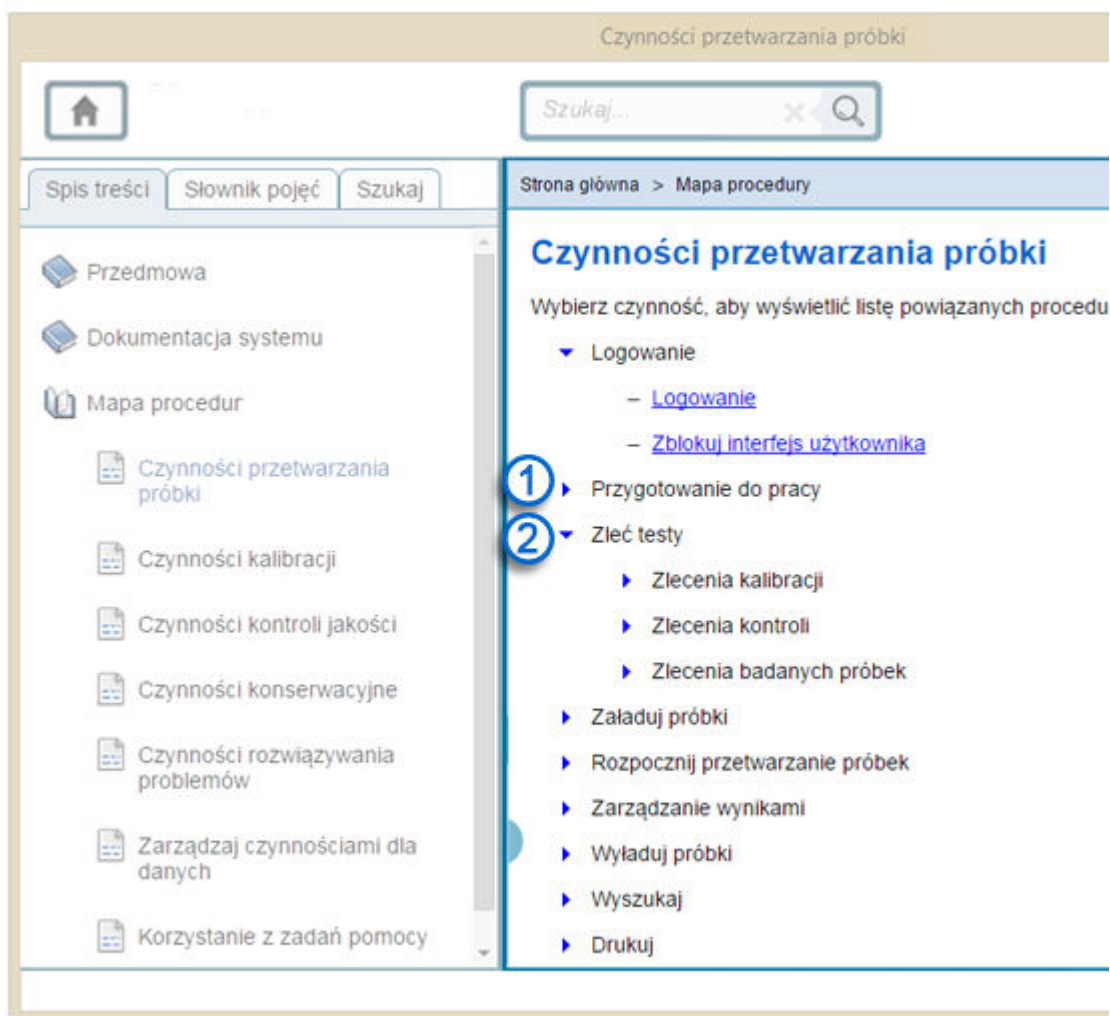 Czynności przetwarzania próbki
Szukaj...
Spis treści
Słownik pojęć
Szukaj
Przedmowa
Dokumentacja systemu
Mapa procedur
Czynności przetwarzania
próbki
Czynności kalibracji
Czynności kontroli jakości
Czynności konserwacyjne
Czynności rozwiązywania
problemów
Zarządzaj czynnościami dla
danych
Korzystanie z zadań pomocy
Strona główna > Mapa procedury
Czynności przetwarzania próbki
Wybierz czynność, aby wyświetlić listę powiązanych procedu
Logowanie
– Logowanie
– Zblokuj interfejs użytkownika
1 Przygotowanie do pracy
2 Zleć testy
Zlecenia kalibracji
Zlecenia kontroli
Zlecenia badanych próbek
Załaduj próbki
Rozpocznij przetwarzanie próbek
Zarządzanie wynikami
Wyładuj próbki
Wyszukaj
Drukuj